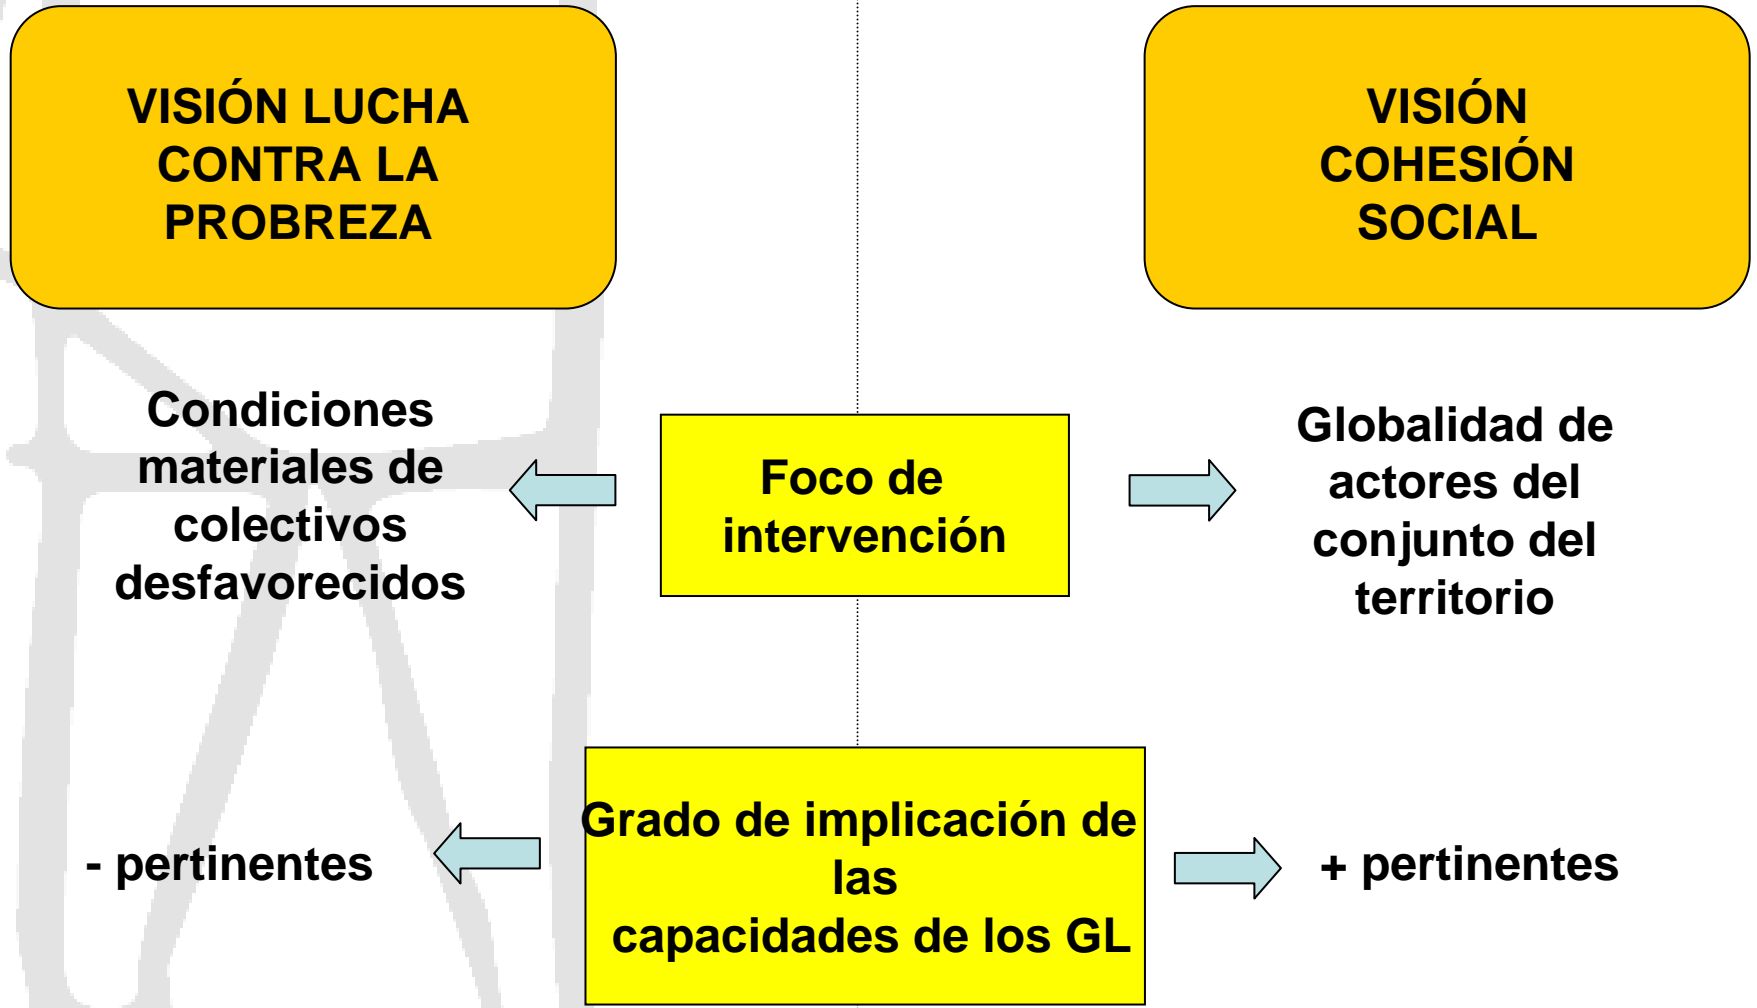 VISIÓN LUCHA
CONTRA LA
PROBREZA
VISIÓN
COHESIÓN
SOCIAL
Condiciones
materiales de
colectivos
desfavorecidos
Foco de
intervención
Globalidad de
actores del
conjunto del
territorio
- pertinentes
Grado de implicación de
las
capacidades de los GL
+ pertinentes